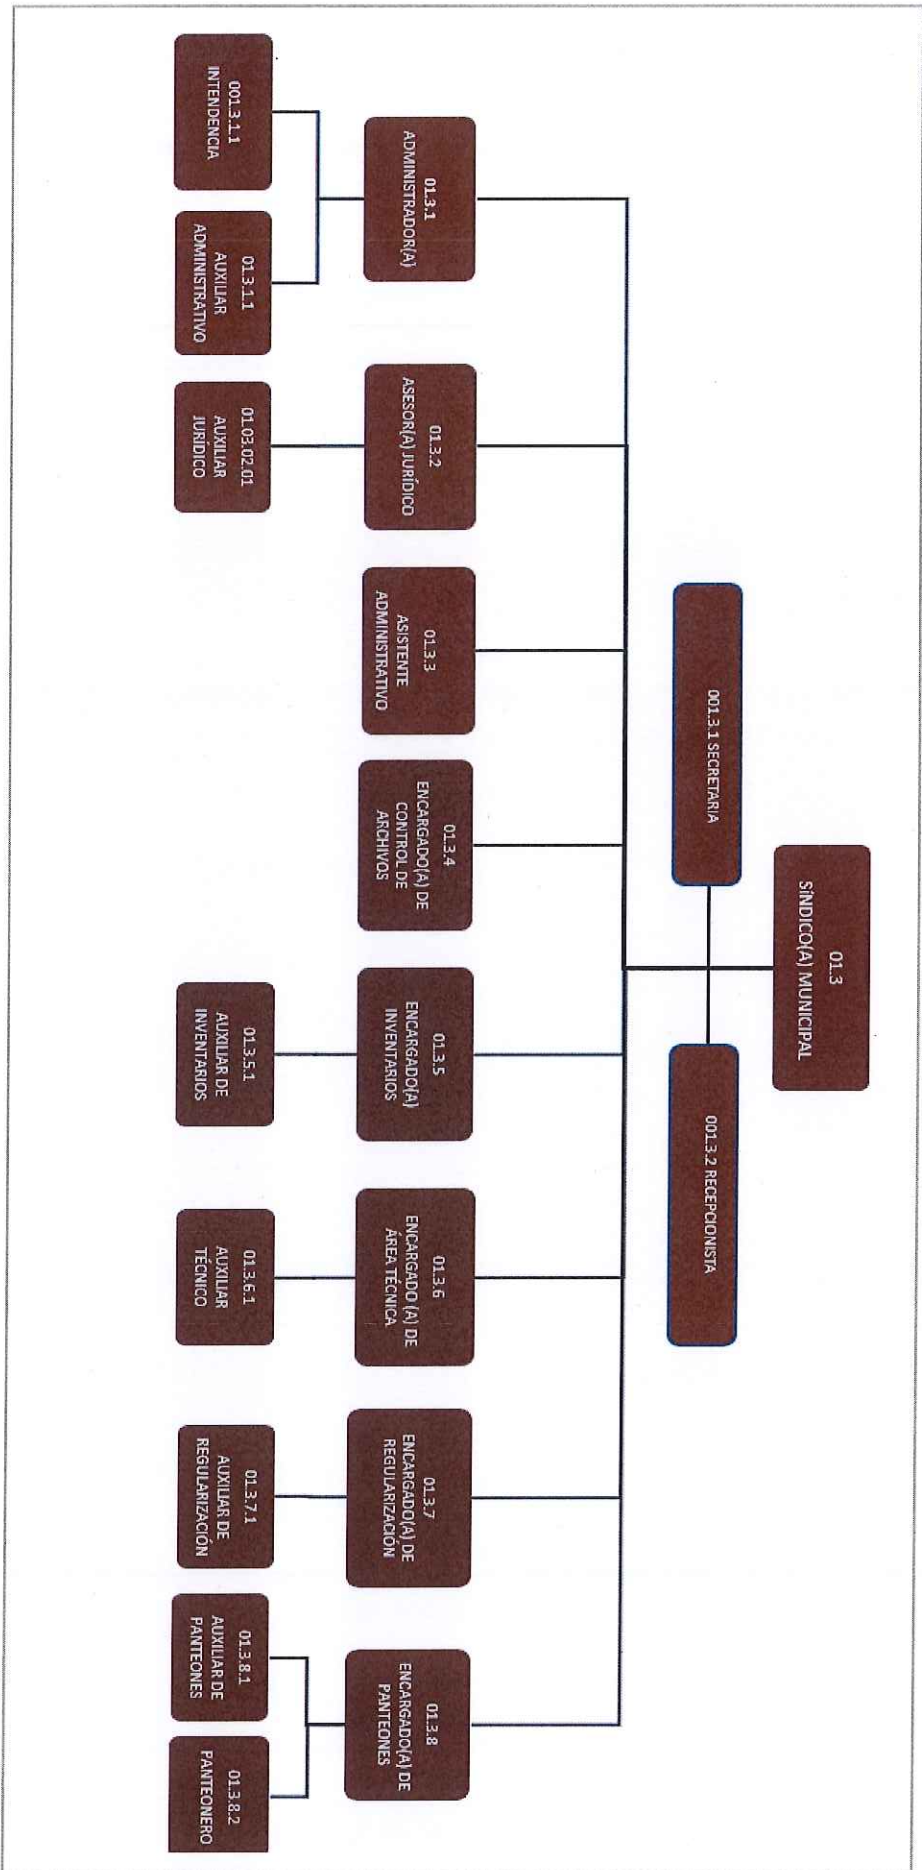 01.3
SÍNDICO(A) MUNICIPAL
001.3.1 SECRETARIA
001.3.2 RECEPCIONISTA
01.3.1
ADMINISTRADOR(A)
01.3.2
ASESOR(A) JURÍDICO
01.3.3
ASISTENTE
ADMINISTRATIVO
01.3.4
ENCARGADO(A) DE
CONTROL DE
ARCHIVOS
01.3.5
ENCARGADO(A)
INVENTARIOS
01.3.6
ENCARGADO (A) DE
ÁREA TÉCNICA
01.3.7
ENCARGADO(A) DE
REGULARIZACIÓN
01.3.8
ENCARGADO(A) DE
PANTEONES
001.3.1.1
INTENDENCIA
01.3.1.1
AUXILIAR
ADMINISTRATIVO
01.03.02.01
AUXILIAR
JURÍDICO
01.3.5.1
AUXILIAR DE
INVENTARIOS
01.3.6.1
AUXILIAR
TÉCNICO
01.3.7.1
AUXILIAR DE
REGULARIZACIÓN
01.3.8.1
AUXILIAR DE
PANTEONES
01.3.8.2
PANTEONERO